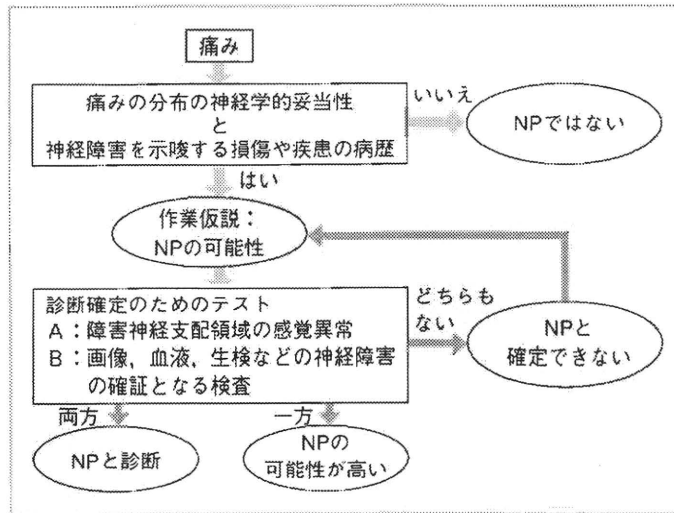 痛み
痛みの分布の神経学的妥当性
と
神経障害を示唆する損傷や疾患の病歴
いいえ
NPではない
はい
作業仮説：
NPの可能性
診断確定のためのテスト
A：障害神経支配領域の感覚異常
B：画像，血液，生検などの神経障害
の確証となる検査
どちらも
ない
NPと
確定できない
両方
一方
NPと診断
NPの
可能性が高い